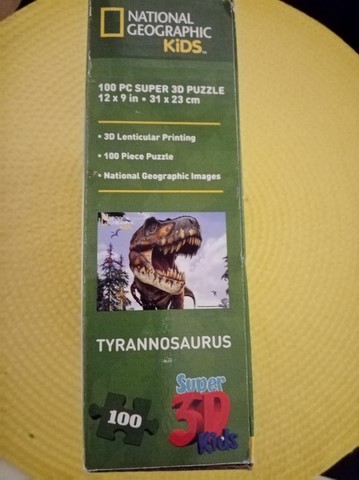 NATIONAL
GEOGRAPHIC
KiDS™
100 PC SUPER 3D PUZZLE
12 x 9 in • 31 x 23 cm
• 3D Lenticular Printing
• 100 Piece Puzzle
• National Geographic Images
TYRANNOSAURUS
100
Super
3D
Kids